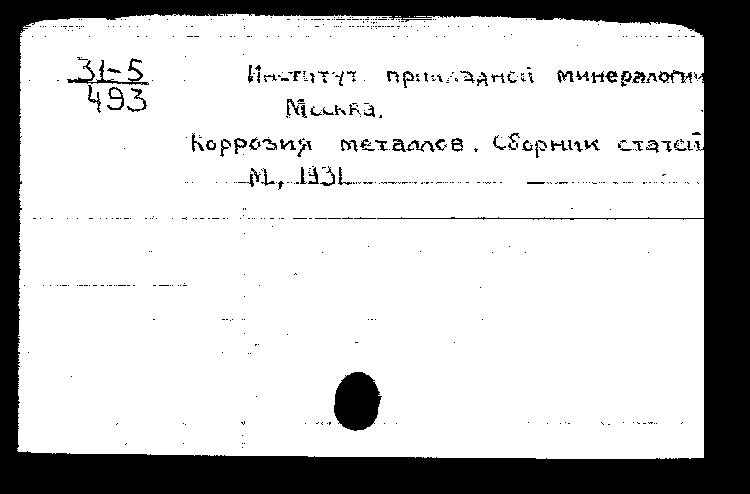 31-5
493
Институт прикладной минералогии
Москва.
Коррозия металлов. Сборник статей
М., 1931